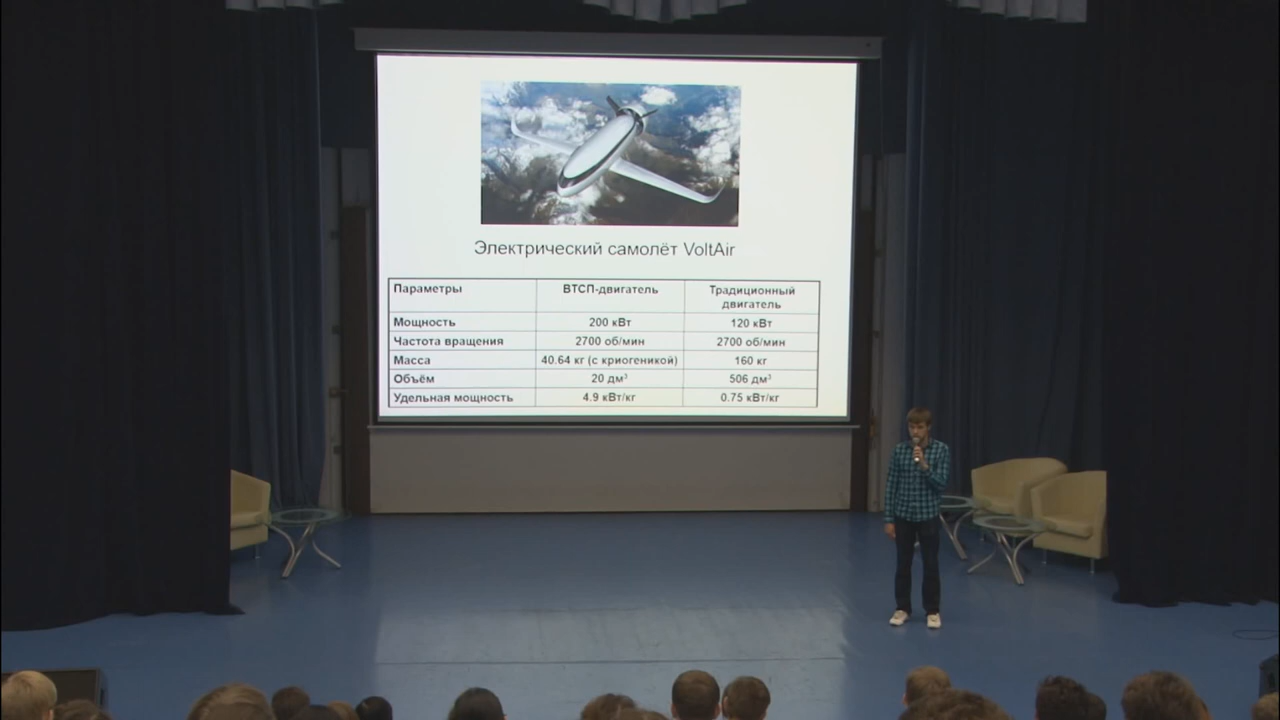 Электрический самолёт VoltAir
Параметры ВТСП-двигатель Традиционный
двигатель
Мощность 200 кВт 120 кВт
Частота вращения 2700 об/мин 2700 об/мин
Масса 40.64 кг (с криогеникой) 160 кг
Объём 20 дм³ 506 дм³
Удельная мощность 4.9 кВт/кг 0.75 кВт/кг